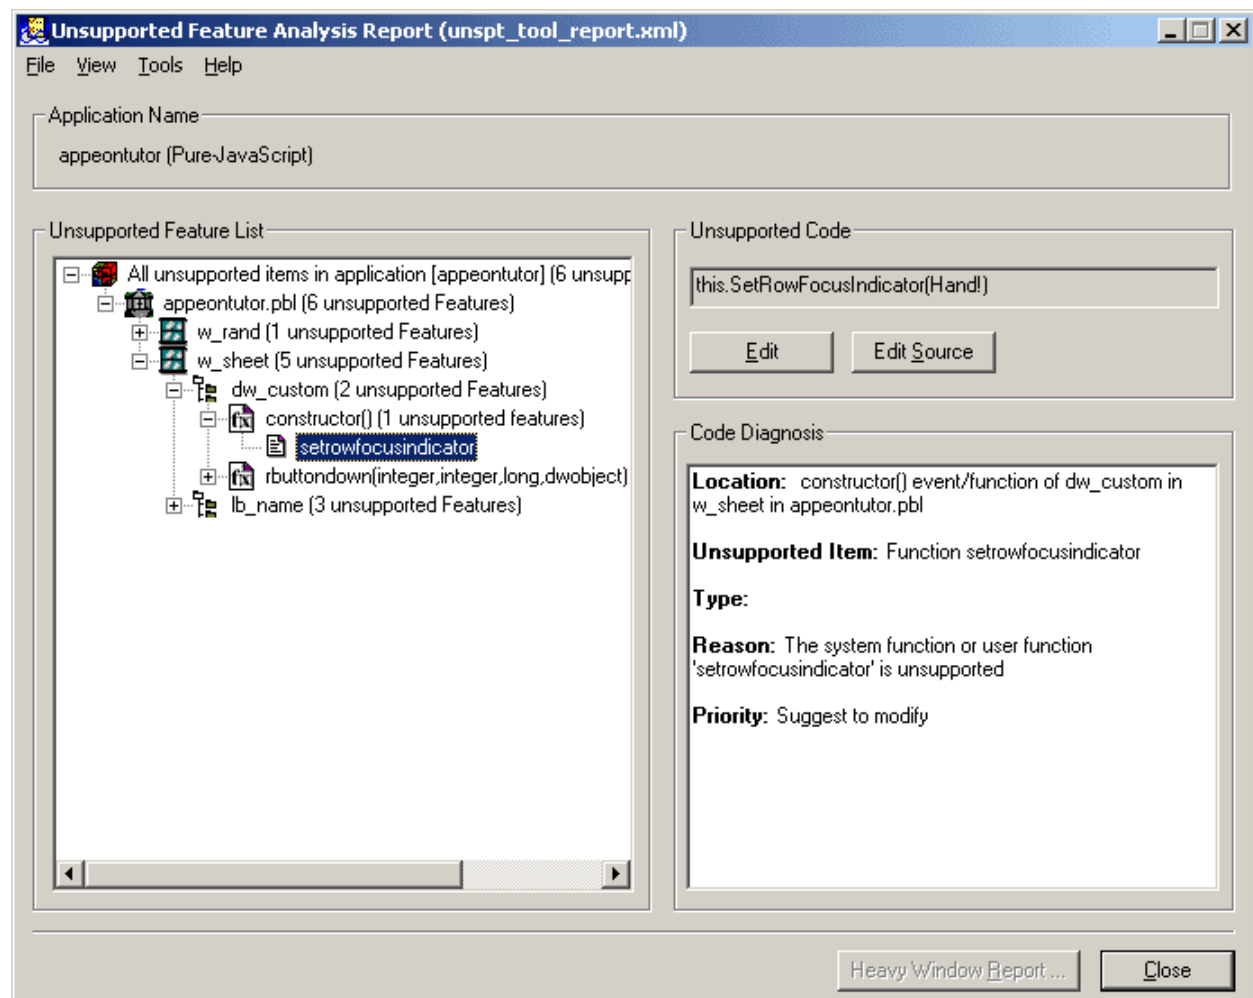 Unsupported Feature Analysis Report (unspt_tool_report.xml)
File View Tools Help
Application Name
appeontutor (Pure-JavaScript)
Unsupported Feature List
All unsupported items in application [appeontutor] (6 unsupp
appeontutor.pbl (6 unsupported Features)
w_rand (1 unsupported Features)
w_sheet (5 unsupported Features)
dw_custom (2 unsupported Features)
constructor() (1 unsupported features)
setrowfocusindicator
rbuttondown(integer,integer,long,dwobject)
lb_name (3 unsupported Features)
Unsupported Code
this.SetRowFocusIndicator(Hand!)
Edit
Edit Source
Code Diagnosis
Location: constructor() event/function of dw_custom in
w_sheet in appeontutor.pbl
Unsupported Item: Function setrowfocusindicator
Type:
Reason: The system function or user function
'setrowfocusindicator' is unsupported
Priority: Suggest to modify
Heavy Window Report ...
Close